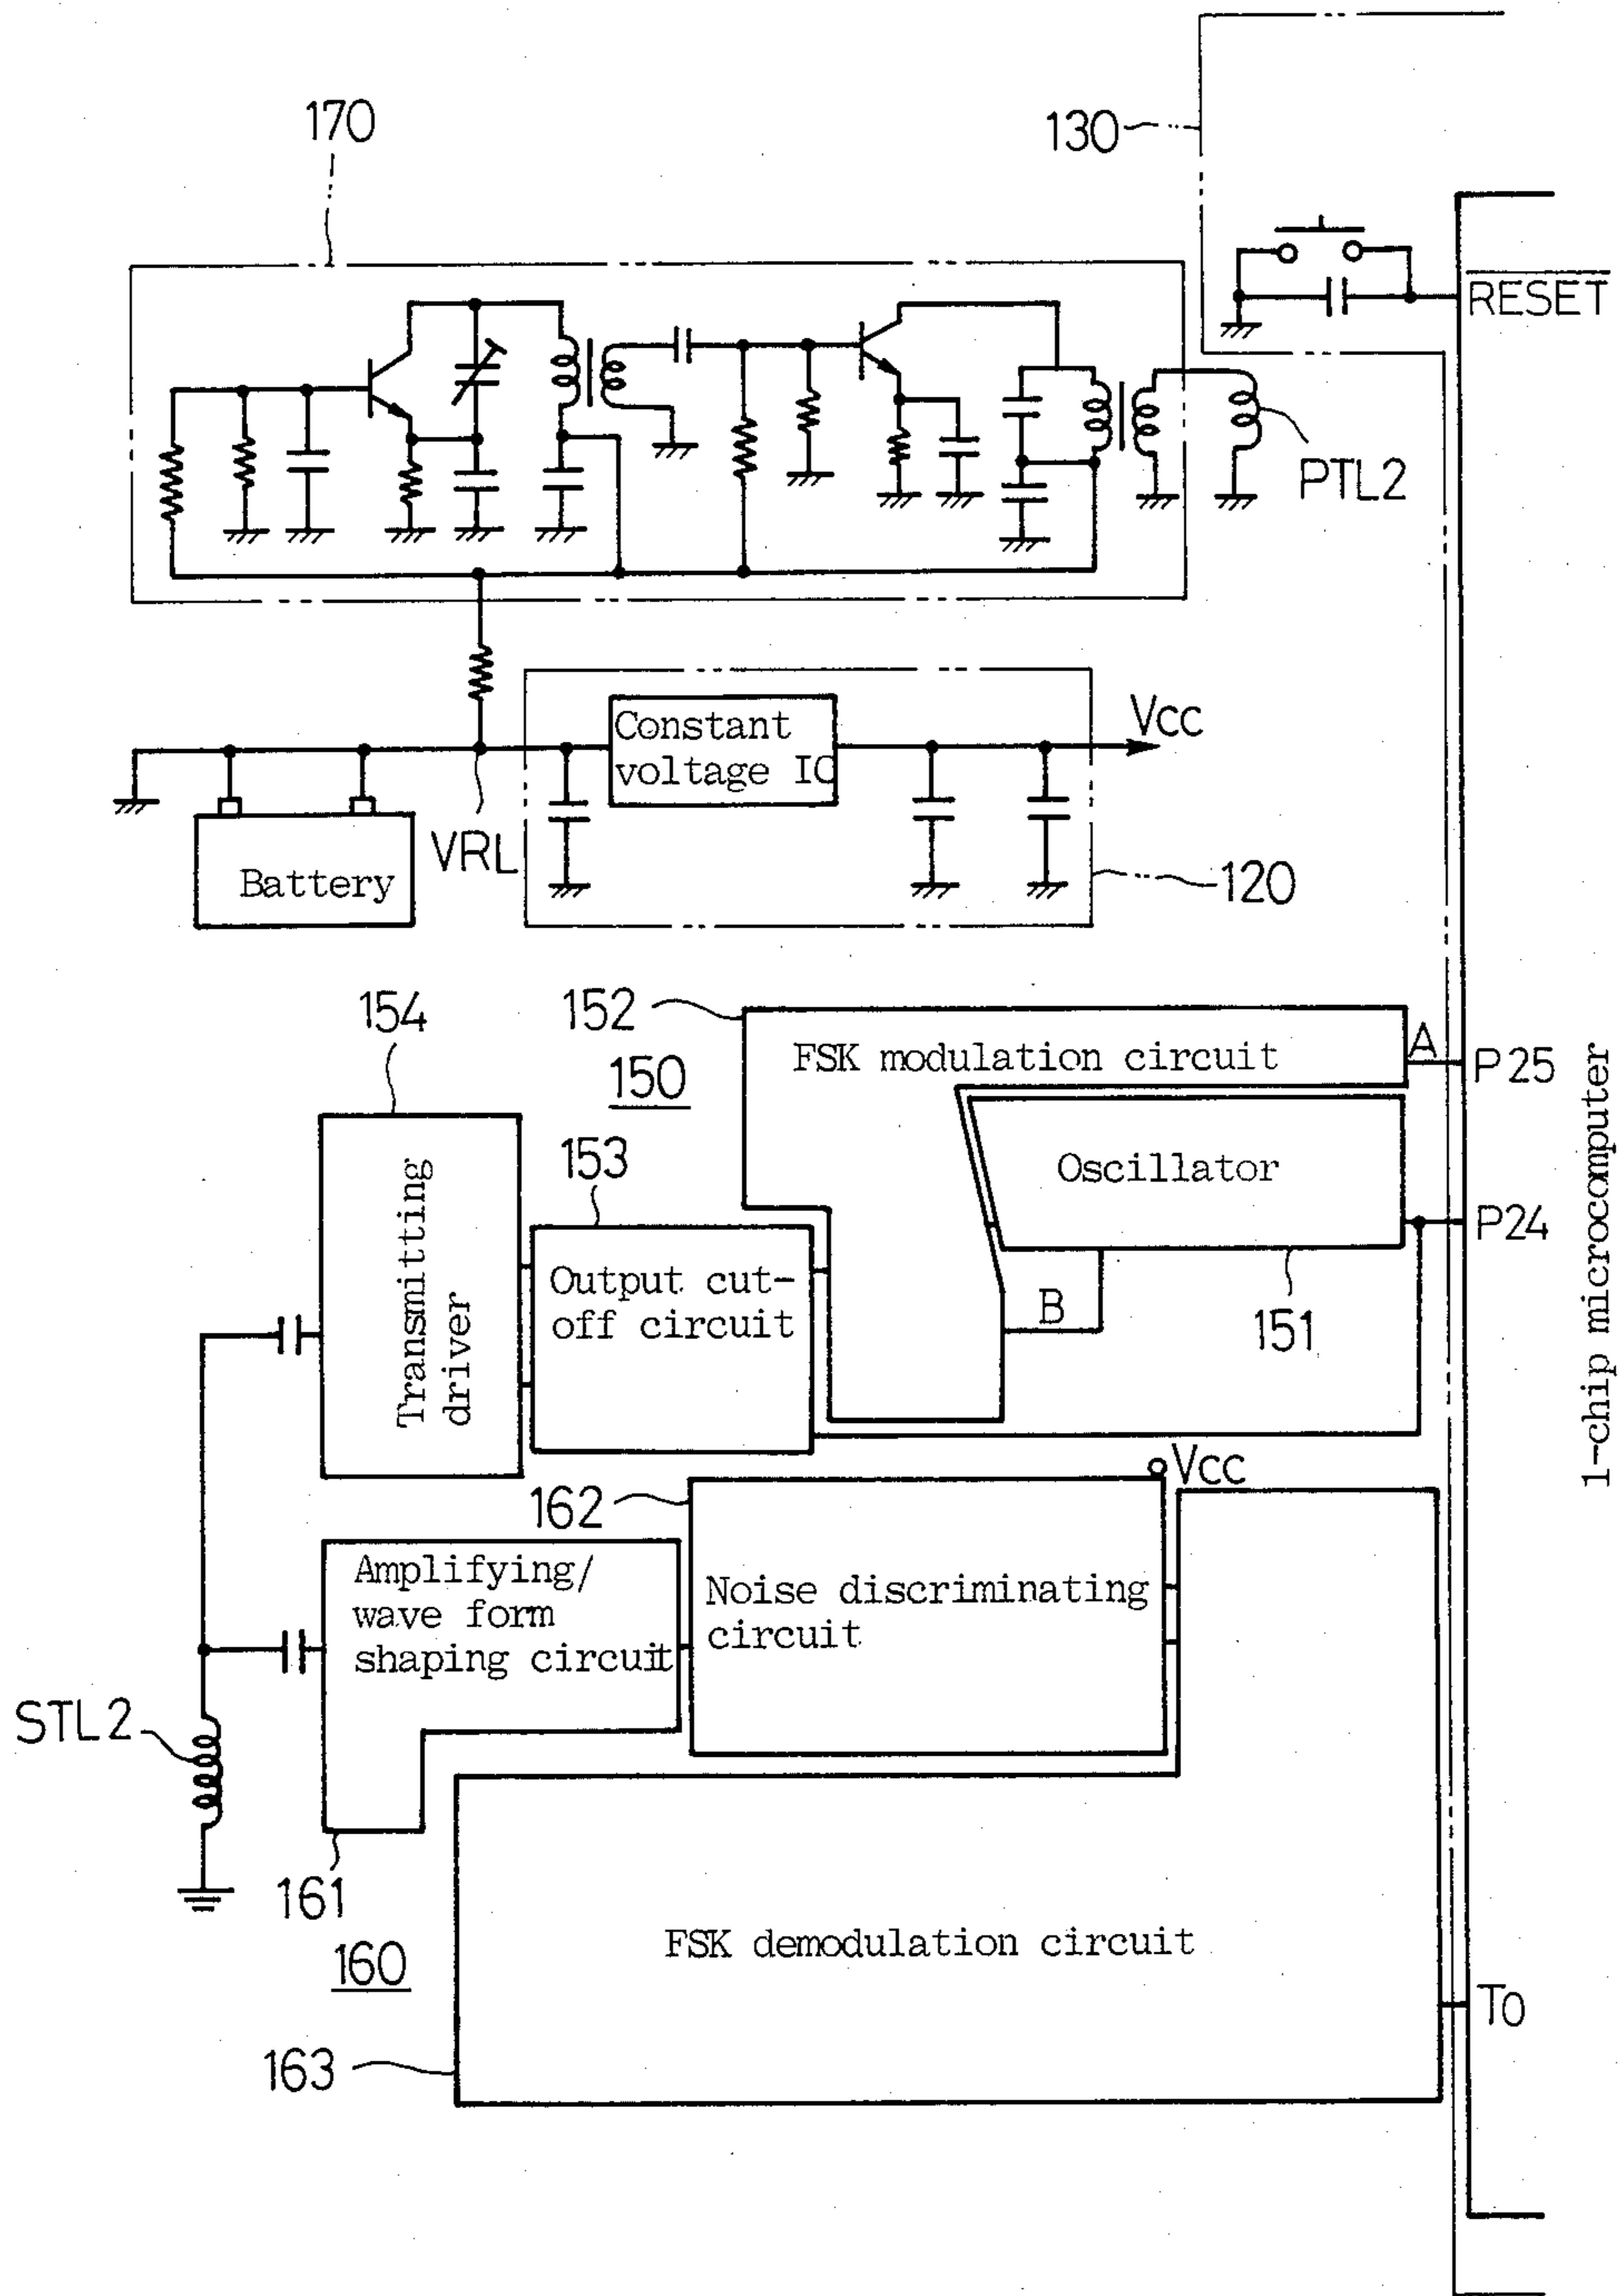 170
130
RESET
PTL2
Constant
voltage IC
Vcc
VRL
Battery
120
154
152
FSK modulation circuit
A
P25
150
153
Oscillator
P24
Transmitting
driver
Output cut-
off circuit
B
151
1-chip microcomputer
Vcc
162
Amplifying/
wave form
shaping circuit
Noise discriminating
circuit
STL2
161
FSK demodulation circuit
160
T0
163